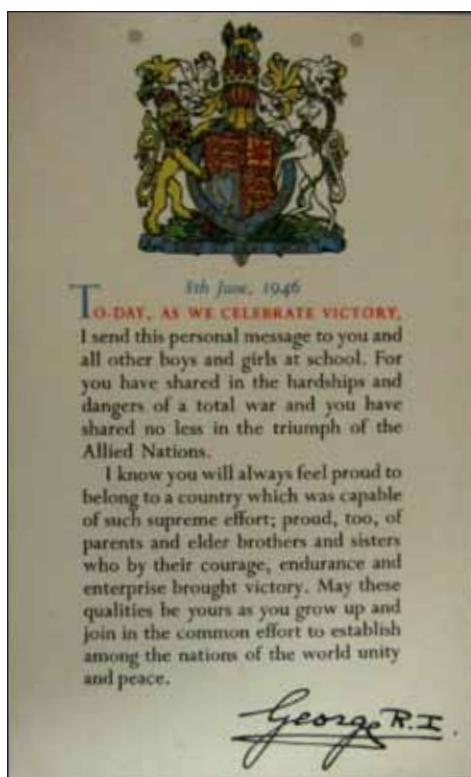 8th June, 1946
TO-DAY, AS WE CELEBRATE VICTORY,
I send this personal message to you and
all other boys and girls at school. For
you have shared in the hardships and
dangers of a total war and you have
shared no less in the triumph of the
Allied Nations.
I know you will always feel proud to
belong to a country which was capable
of such supreme effort; proud, too, of
parents and elder brothers and sisters
who by their courage, endurance and
enterprise brought victory. May these
qualities be yours as you grow up and
join in the common effort to establish
among the nations of the world unity
and peace.
George R.I.